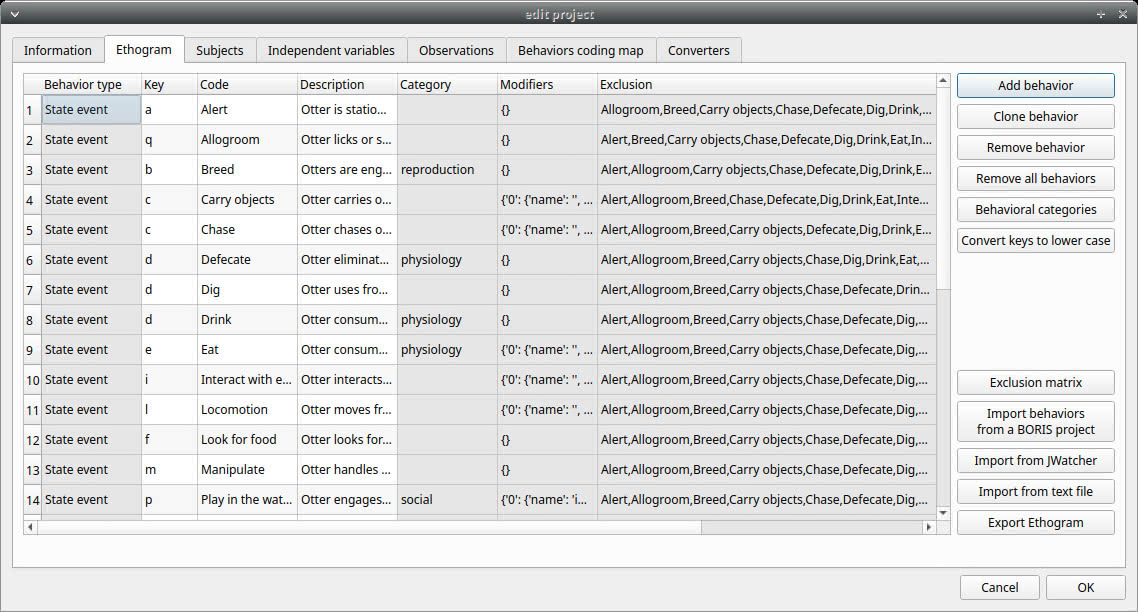 edit project
Information Ethogram Subjects Independent variables Observations Behaviors coding map Converters
Behavior type Key Code Description Category Modifiers Exclusion
1 State event a Alert Otter is statio... {} Allogroom,Breed,Carry objects,Chase,Defecate,Dig,Drink,...
2 State event q Allogroom Otter licks or s... {} Alert,Breed,Carry objects,Chase,Defecate,Dig,Drink,Eat,In...
3 State event b Breed Otters are eng... reproduction {} Alert,Allogroom,Carry objects,Chase,Defecate,Dig,Drink,E...
4 State event c Carry objects Otter carries o... {'0': {'name': '', ... Alert,Allogroom,Breed,Chase,Defecate,Dig,Drink,Eat,Inte...
5 State event c Chase Otter chases o... {'0': {'name': '', ... Alert,Allogroom,Breed,Carry objects,Defecate,Dig,Drink,E...
6 State event d Defecate Otter eliminat... physiology {} Alert,Allogroom,Breed,Carry objects,Chase,Dig,Drink,Eat,...
7 State event d Dig Otter uses fro... {} Alert,Allogroom,Breed,Carry objects,Chase,Defecate,Drin...
8 State event d Drink Otter consum... physiology {} Alert,Allogroom,Breed,Carry objects,Chase,Defecate,Dig,...
9 State event e Eat Otter consum... physiology {'0': {'name': '', ... Alert,Allogroom,Breed,Carry objects,Chase,Defecate,Dig,...
10 State event i Interact with e... Otter interacts... {'0': {'name': '', ... Alert,Allogroom,Breed,Carry objects,Chase,Defecate,Dig,...
11 State event l Locomotion Otter moves fr... {'0': {'name': '', ... Alert,Allogroom,Breed,Carry objects,Chase,Defecate,Dig,...
12 State event f Look for food Otter looks for... {} Alert,Allogroom,Breed,Carry objects,Chase,Defecate,Dig,...
13 State event m Manipulate Otter handles ... {} Alert,Allogroom,Breed,Carry objects,Chase,Defecate,Dig,...
14 State event p Play in the wat... Otter engages... social {'0': {'name': 'i... Alert,Allogroom,Breed,Carry objects,Chase,Defecate,Dig,...
Add behavior
Clone behavior
Remove behavior
Remove all behaviors
Behavioral categories
Convert keys to lower case
Exclusion matrix
Import behaviors
from a BORIS project
Import from JWatcher
Import from text file
Export Ethogram
Cancel OK